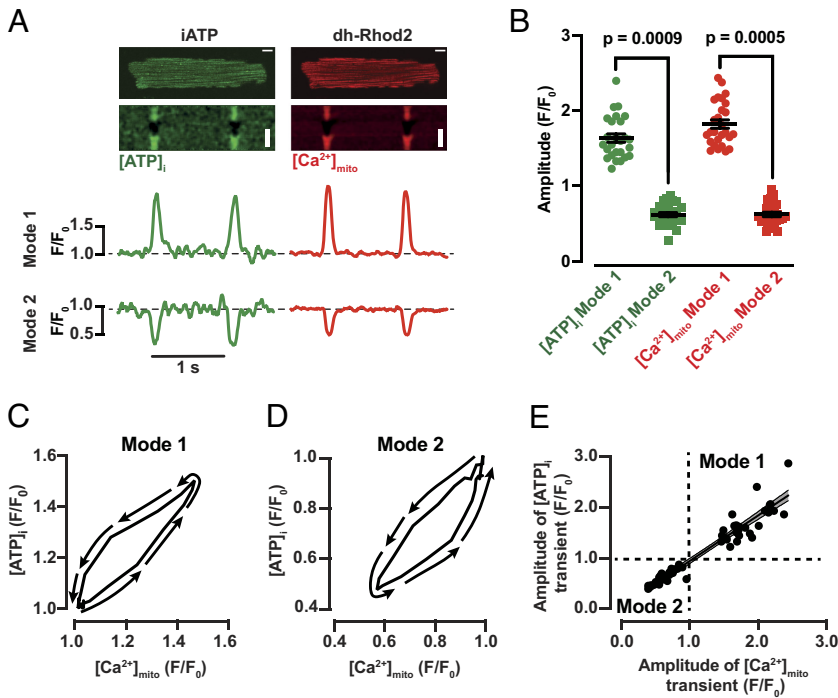 A
iATP
dh-Rhod2
[ATP]i
[Ca²⁺]mito
Mode 1
F/F₀
1.5
1.0
Mode 2
F/F₀
1.0
0.5
1 s
B
p = 0.0009
p = 0.0005
Amplitude (F/F₀)
3
2
1
0
[ATP]i Mode 1
[ATP]i Mode 2
[Ca²⁺]mito Mode 1
[Ca²⁺]mito Mode 2
C
Mode 1
[ATP]i (F/F₀)
1.6
1.4
1.2
1.0
1.0 1.2 1.4 1.6
[Ca²⁺]mito (F/F₀)
D
Mode 2
[ATP]i (F/F₀)
1.0
0.8
0.6
0.4
0.4 0.6 0.8 1.0
[Ca²⁺]mito (F/F₀)
E
Amplitude of [ATP]i
transient (F/F₀)
3.0
2.0
1.0
0.0
Mode 1
Mode 2
0.0 1.0 2.0 3.0
Amplitude of [Ca²⁺]mito
transient (F/F₀)